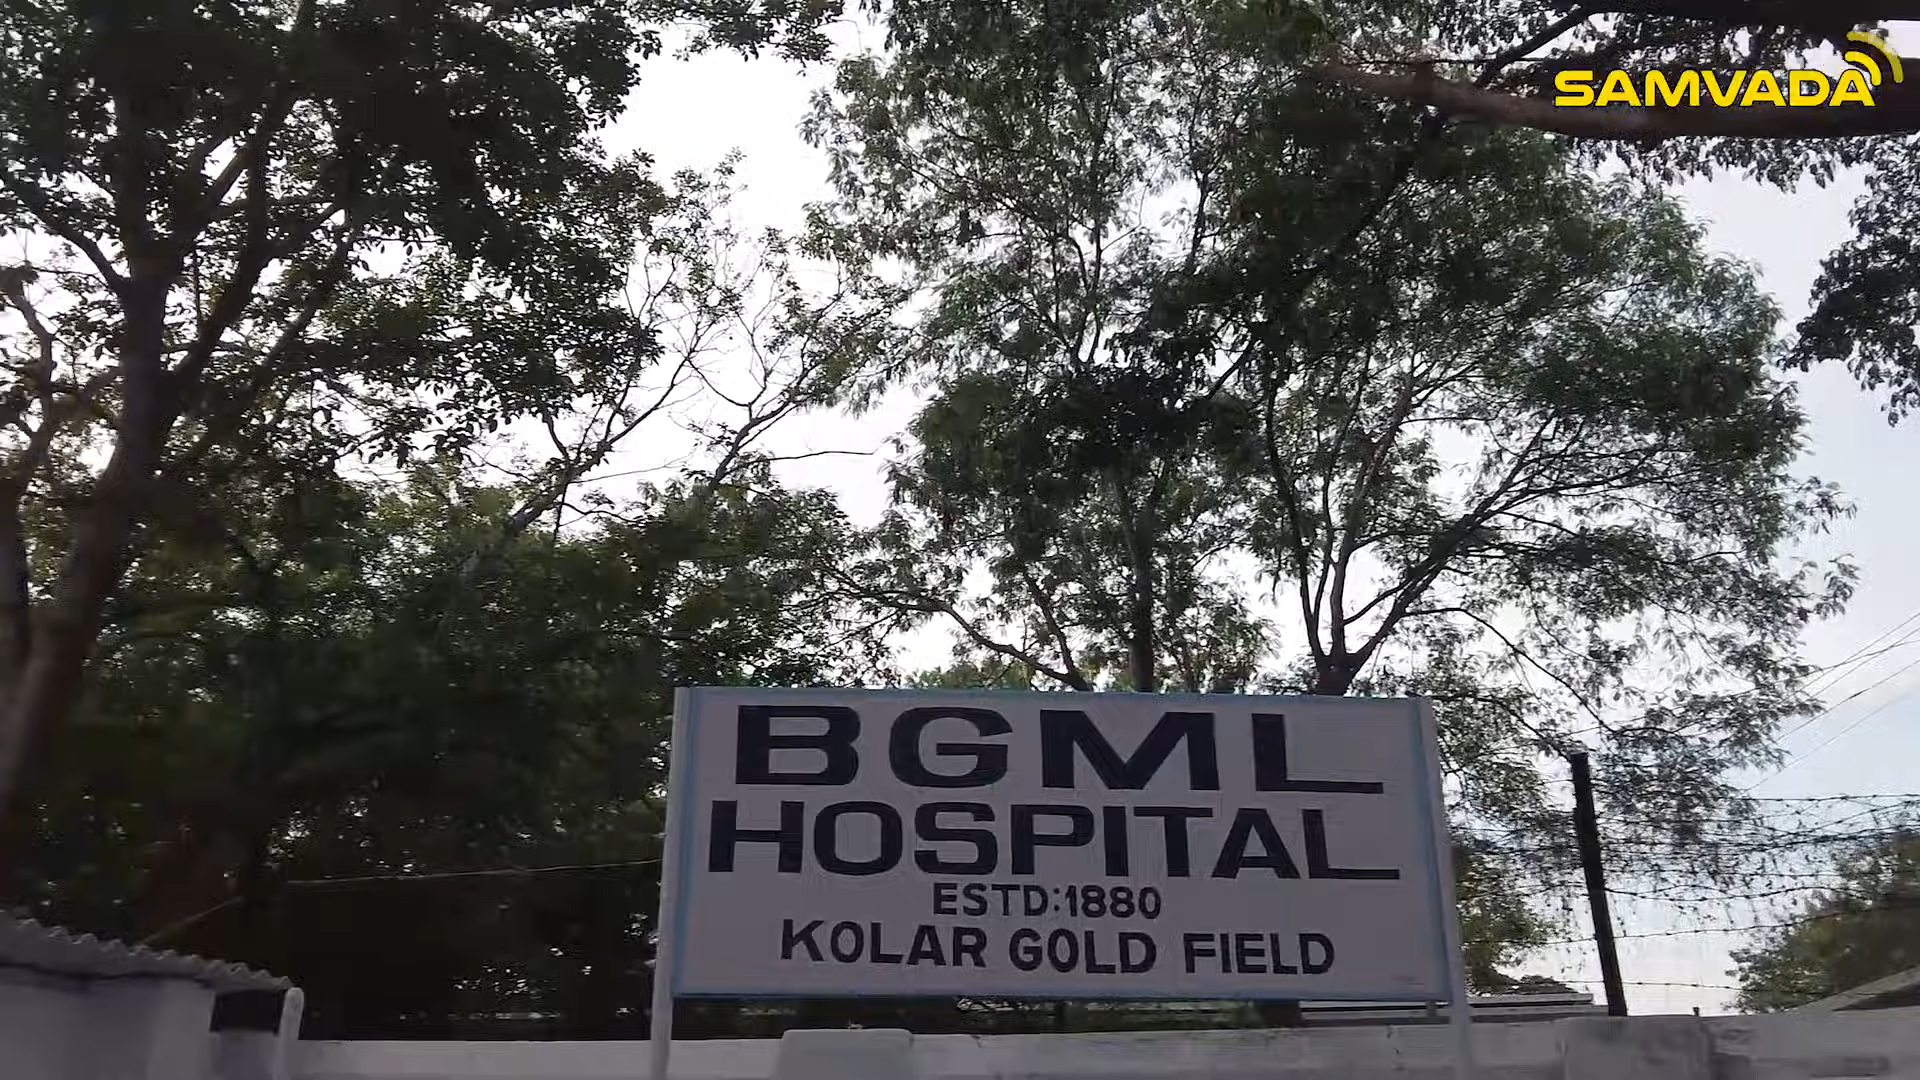 SAMVADA
BGML
HOSPITAL
ESTD:1880
KOLAR GOLD FIELD